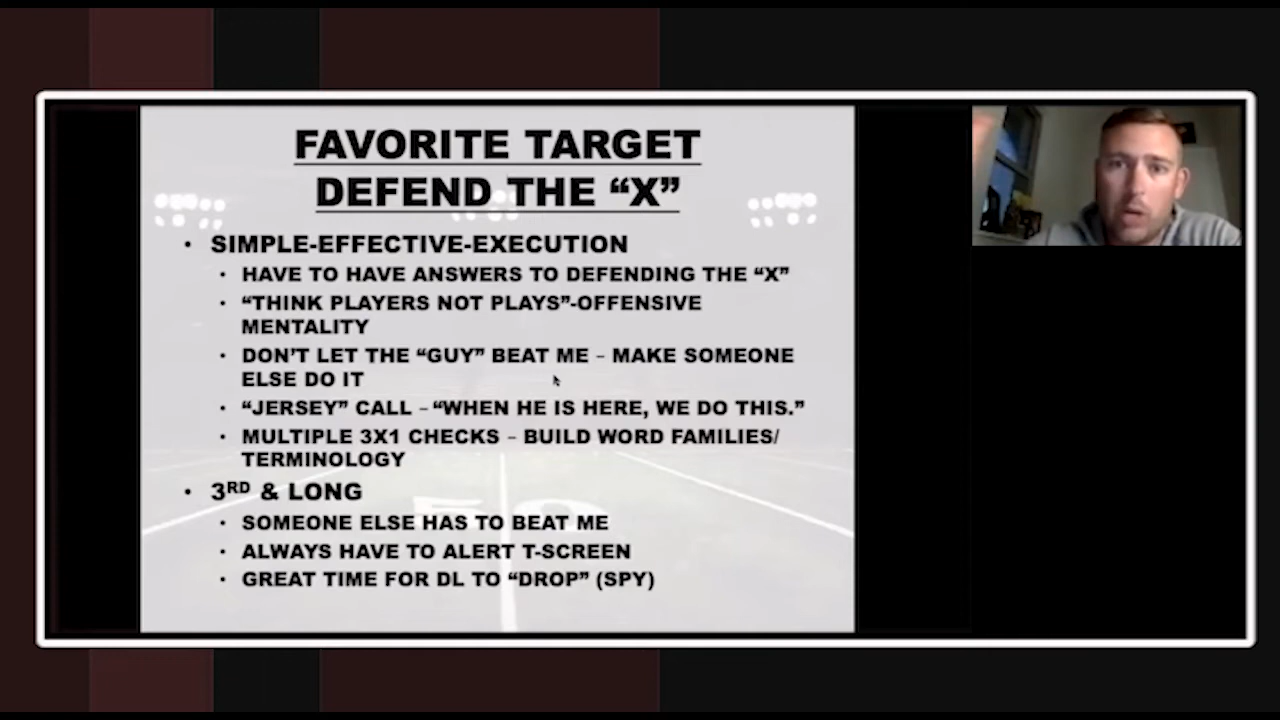 FAVORITE TARGET
DEFEND THE “X”
• SIMPLE-EFFECTIVE-EXECUTION
• HAVE TO HAVE ANSWERS TO DEFENDING THE “X”
• “THINK PLAYERS NOT PLAYS”-OFFENSIVE
MENTALITY
• DON’T LET THE “GUY” BEAT ME – MAKE SOMEONE
ELSE DO IT
• “JERSEY” CALL – “WHEN HE IS HERE, WE DO THIS.”
• MULTIPLE 3X1 CHECKS – BUILD WORD FAMILIES/
TERMINOLOGY
• 3RD & LONG
• SOMEONE ELSE HAS TO BEAT ME
• ALWAYS HAVE TO ALERT T-SCREEN
• GREAT TIME FOR DL TO “DROP” (SPY)
50